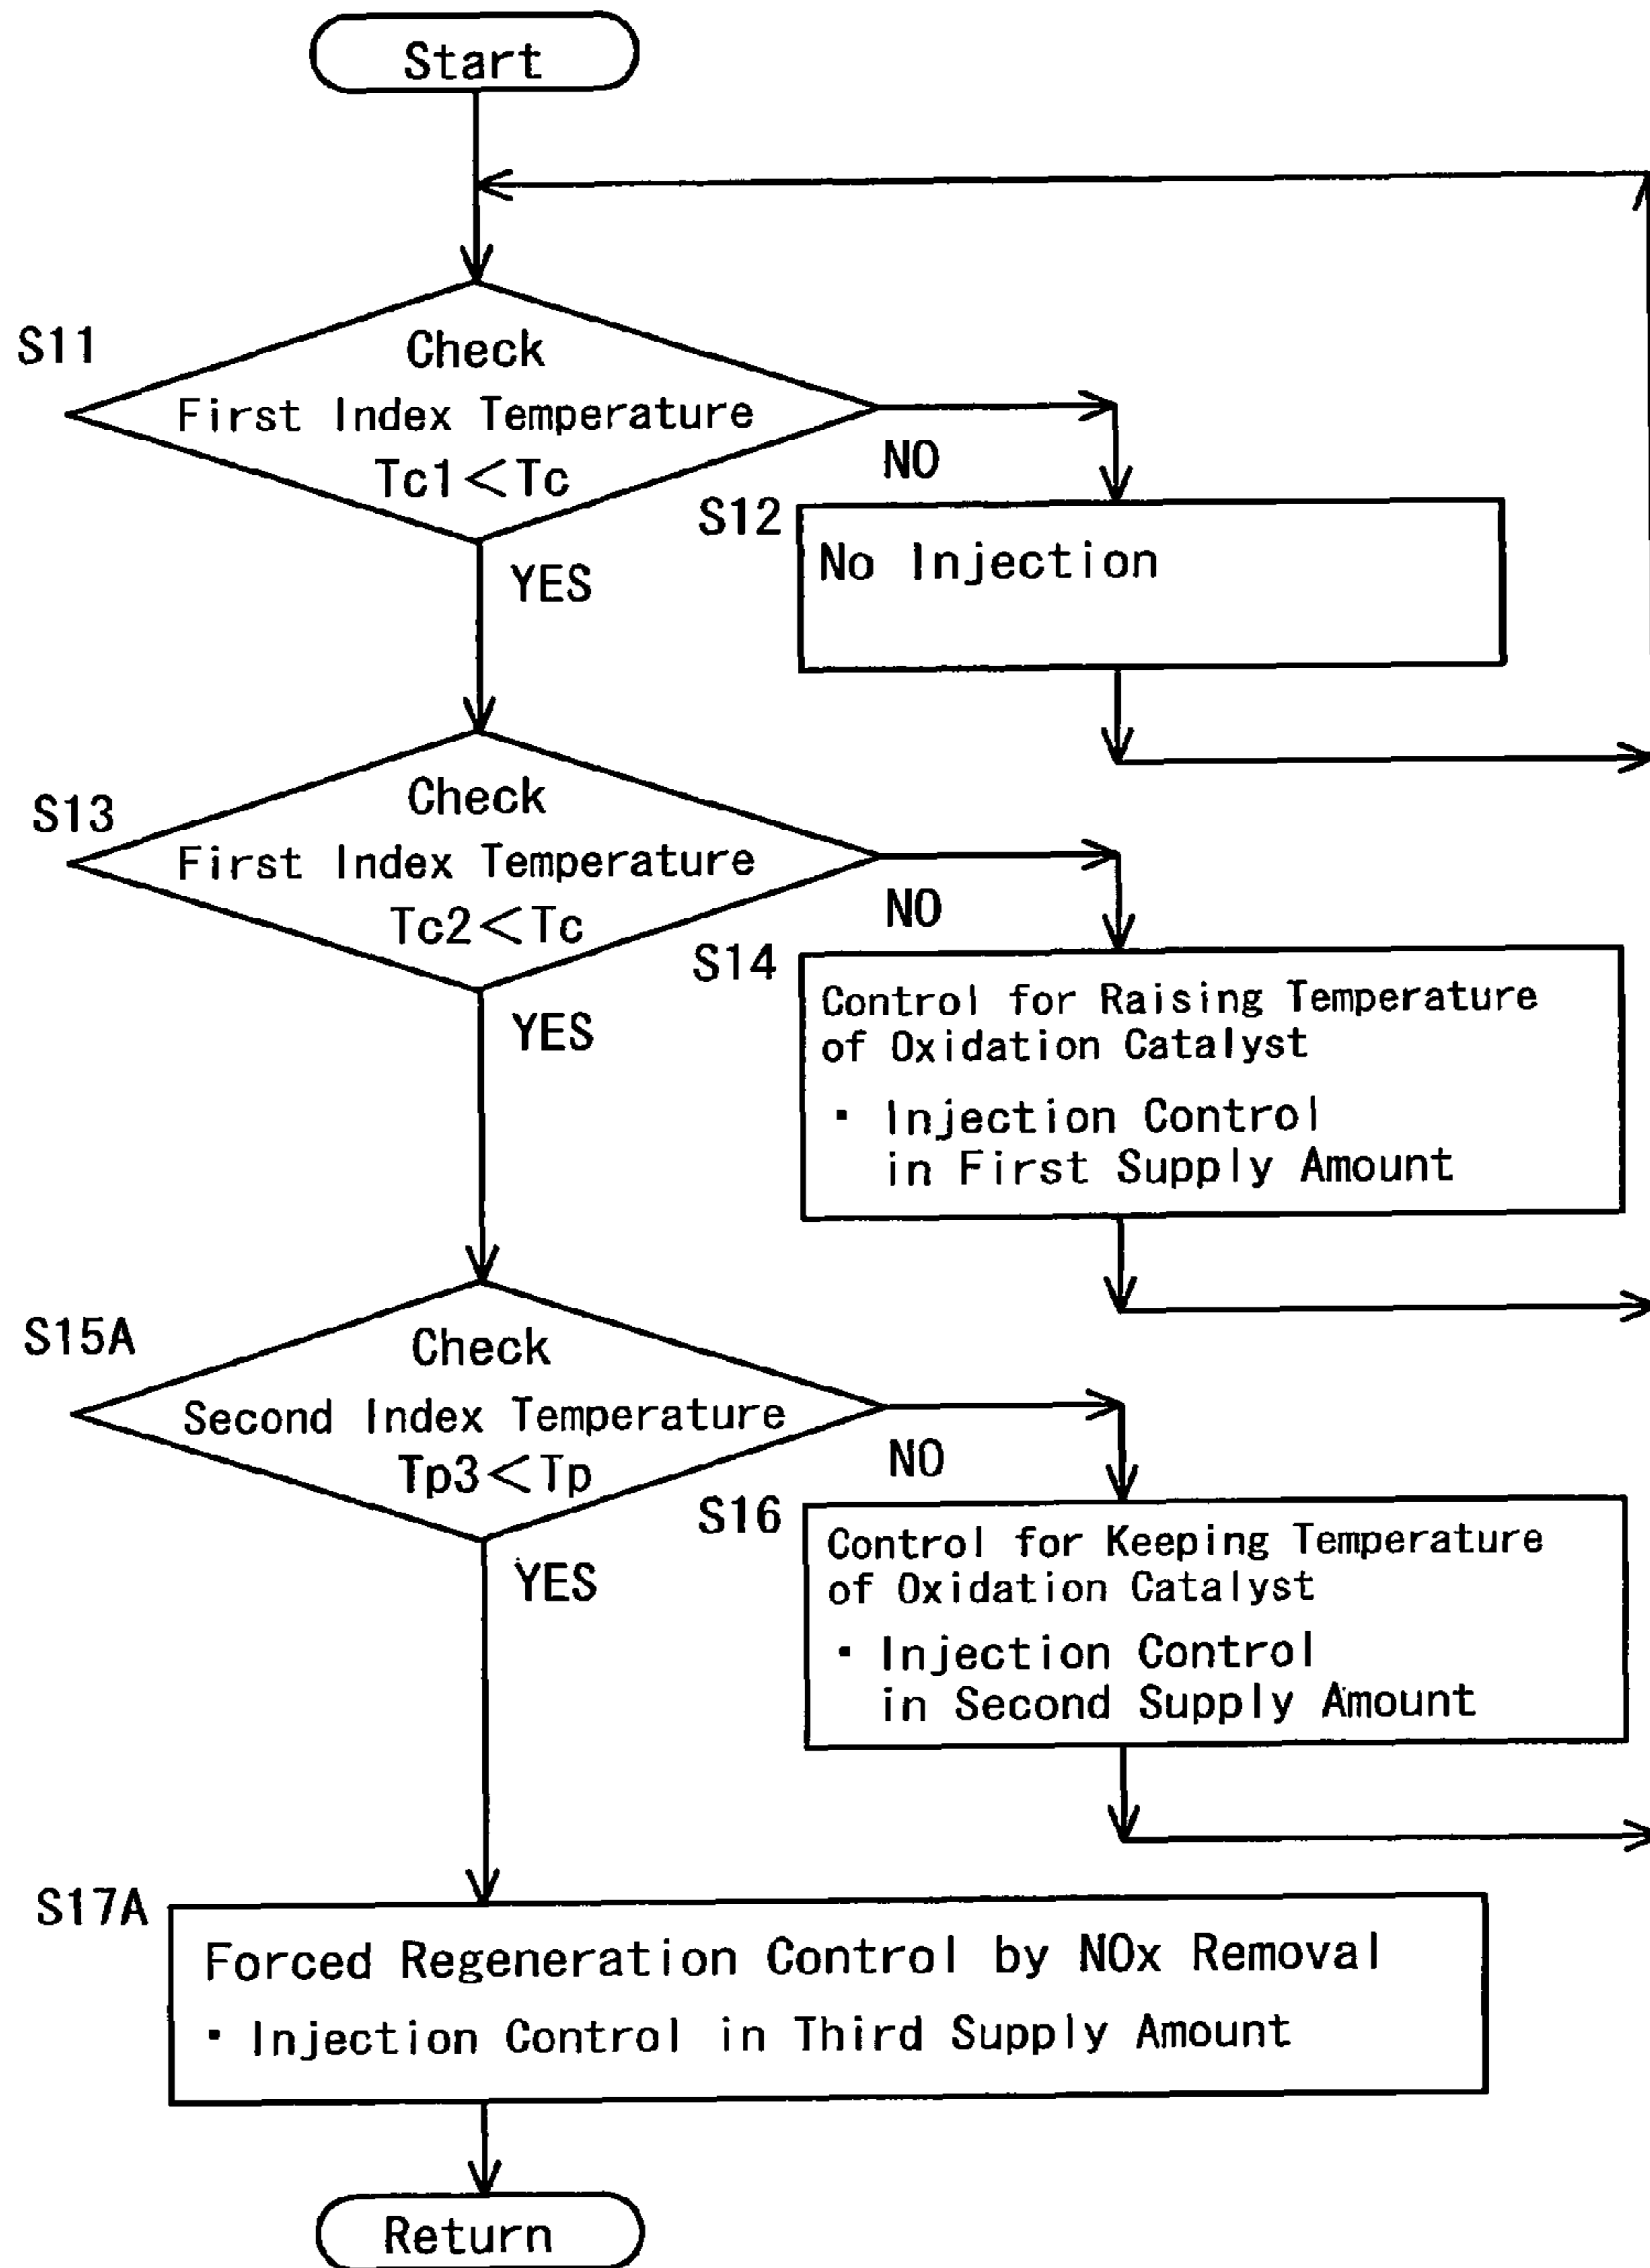 Start
S11
Check
First Index Temperature
Tc1<Tc
NO
S12
No Injection
YES
S13
Check
First Index Temperature
Tc2<Tc
NO
S14
Control for Raising Temperature
of Oxidation Catalyst
・ Injection Control
in First Supply Amount
YES
S15A
Check
Second Index Temperature
Tp3<Tp
NO
S16
Control for Keeping Temperature
of Oxidation Catalyst
・ Injection Control
in Second Supply Amount
YES
S17A
Forced Regeneration Control by NOx Removal
・ Injection Control in Third Supply Amount
Return